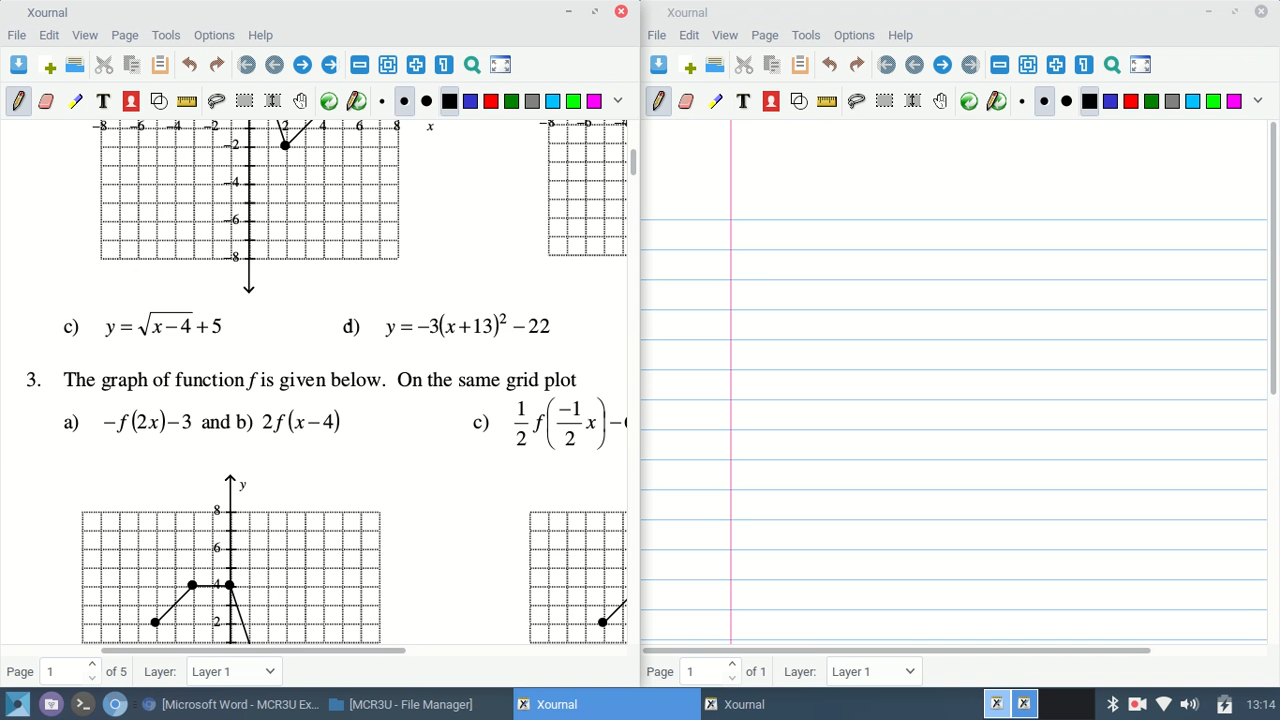 Xournal
File Edit View Page Tools Options Help
-8 -6 -4 -2 2 4 6 8 x
-2
-4
-6
-8
-8 -6
c) y = √x−4 + 5 d) y = −3(x+13)² − 22
3. The graph of function f is given below. On the same grid plot
a) −f(2x)−3 and b) 2f(x−4) c) 1/2 f(−1/2 x) −
y
8
6
4
2
Page 1 of 5 Layer: Layer 1
Xournal
File Edit View Page Tools Options Help
Page 1 of 1 Layer: Layer 1
[Microsoft Word - MCR3U Ex... [MCR3U - File Manager] Xournal Xournal 13:14